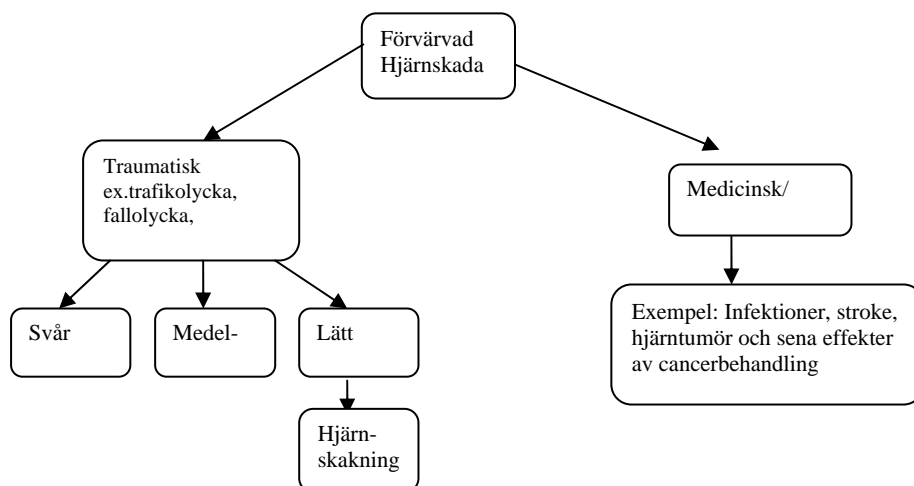 Förvärvad
Hjärnskada
Traumatisk
ex.trafikolycka,
fallolycka,
Medicinsk/
Svår
Medel-
Lätt
Exempel: Infektioner, stroke,
hjärntumör och sena effekter
av cancerbehandling
Hjärn-
skakning